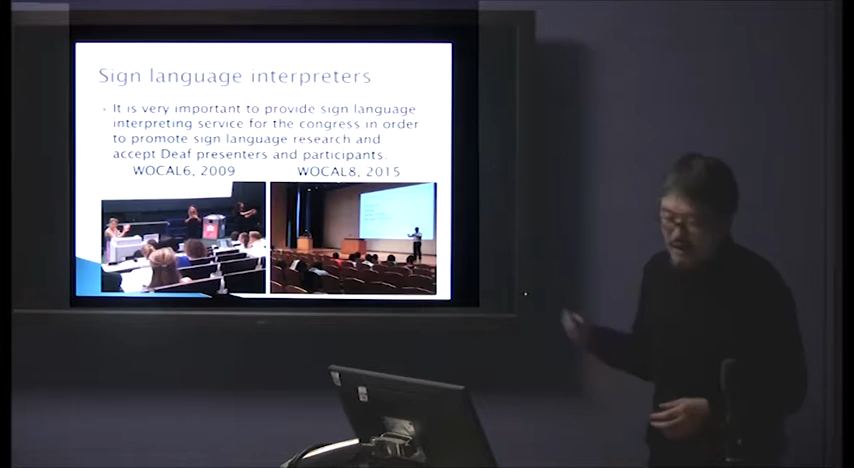 Sign language interpreters
It is very important to provide sign language
interpreting service for the congress in order
to promote sign language research and
accept Deaf presenters and participants.
WOCAL6, 2009 WOCAL8, 2015